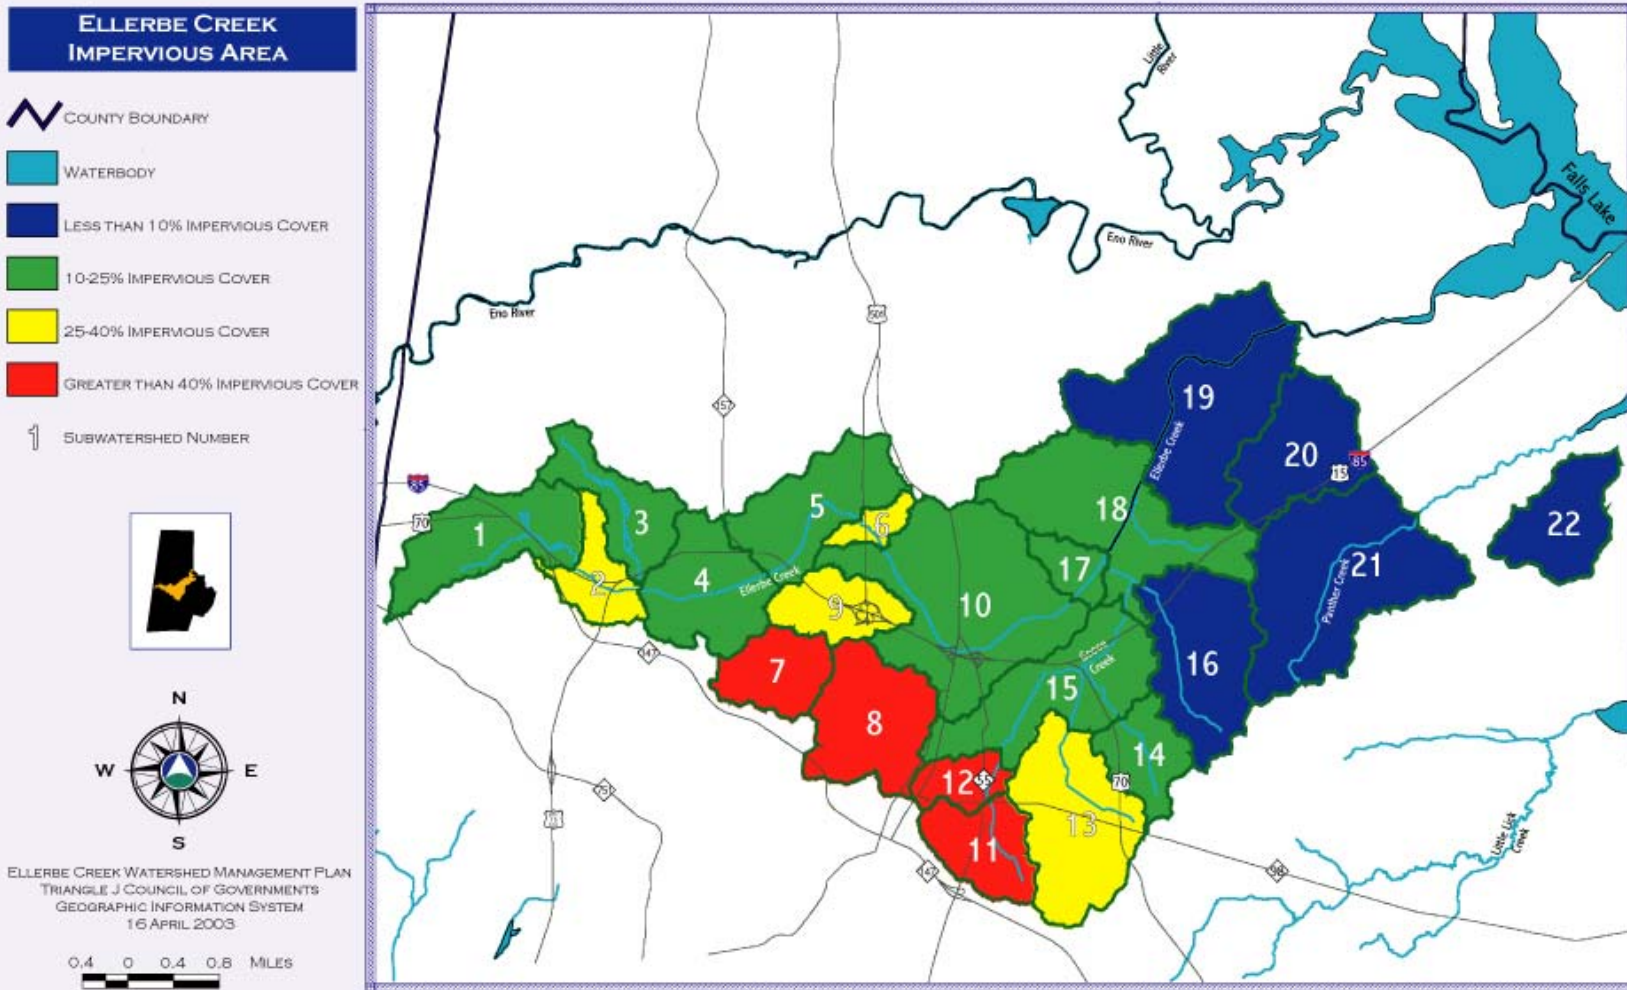 ELLERBE CREEK
IMPERVIOUS AREA
COUNTY BOUNDARY
WATERBODY
LESS THAN 10% IMPERVIOUS COVER
10-25% IMPERVIOUS COVER
25-40% IMPERVIOUS COVER
GREATER THAN 40% IMPERVIOUS COVER
1 SUBWATERSHED NUMBER
N
W E
S
ELLERBE CREEK WATERSHED MANAGEMENT PLAN
TRIANGLE J COUNCIL OF GOVERNMENTS
GEOGRAPHIC INFORMATION SYSTEM
16 APRIL 2003
0.4 0 0.4 0.8 MILES
Little
River
Falls Lake
Eno River
Eno River
501
157
19
Ellerbe Creek
20
85
15
85
70
1
3
5
6
18
22
2
4
Ellerbe Creek
9
10
17
21
Panther Creek
147
7
8
Creek
15
16
14
12
55
70
13
11
751
147
98
Little Lick
Creek